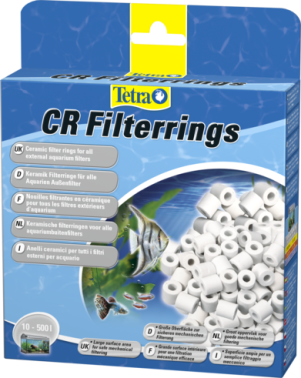 Tetra
CR Filterrings
UK
Ceramic filter rings for all
external aquarium filters
D
Keramik Filterringe für alle
Aquarien Außenfilter
F
Nouilles filtrantes en céramique
pour tous les filtres extérieurs
d'aquarium
NL
Keramische filterringen voor alle
aquariumbuitenfilters
I
Anelli ceramici per tutti i filtri
esterni per acquario
10 - 500 l
UK
Large surface area
for safe mechanical
filtering
D
Große Oberfläche zur
sicheren mechanischen
Filterung
F
Grande surface
pour une filtration
mécanique efficace
NL
Groot oppervlak voor
mechanische
filtering
I
Superficie ampia per un
semplice filtraggio
meccanico